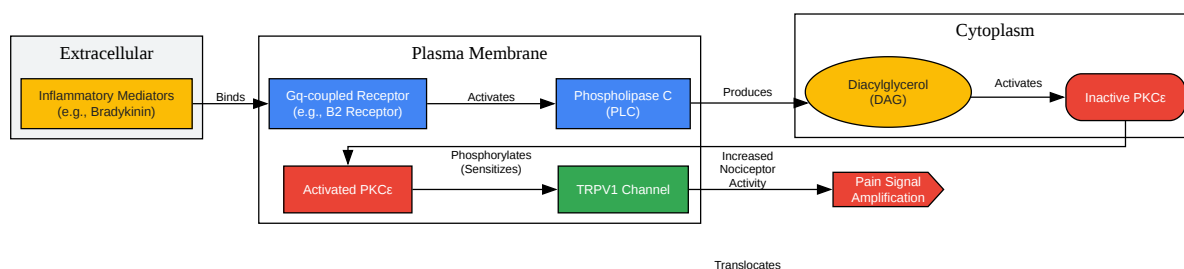 Extracellular
Plasma Membrane
Cytoplasm
Inflammatory Mediators
(e.g., Bradykinin)
Binds
Gq-coupled Receptor
(e.g., B2 Receptor)
Activates
Phospholipase C
(PLC)
Produces
Diacylglycerol
(DAG)
Activates
Inactive PKCε
Activated PKCε
Phosphorylates
(Sensitizes)
TRPV1 Channel
Increased
Nociceptor
Activity
Pain Signal
Amplification
Translocates